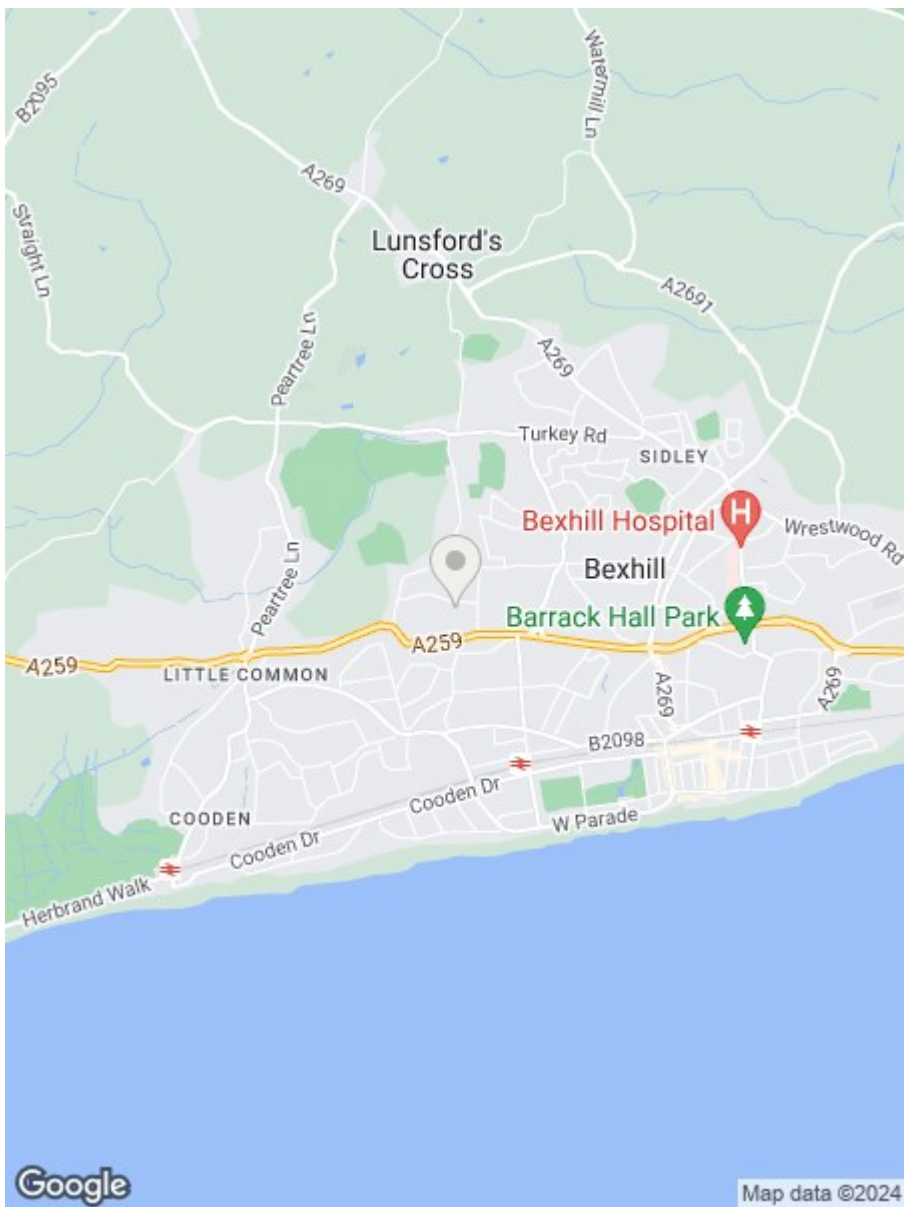 B2095
Watermill Ln
A269
Straight Ln
Lunsford's
Cross
A2691
Peartree Ln
A269
Turkey Rd
SIDLEY
Bexhill Hospital
H
Wrestwood Rd
Bexhill
Peartree Ln
Barrack Hall Park
A259
A259
LITTLE COMMON
A269
A269
B2098
Cooden Dr
COODEN
W Parade
Cooden Dr
Herbrand Walk
Google
Map data ©2024